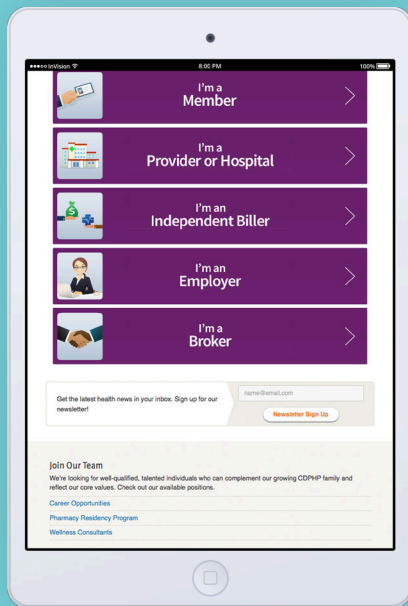 InVision
8:00 PM
100%
I'm a
Member
I'm a
Provider or Hospital
I'm an
Independent Biller
I'm an
Employer
I'm a
Broker
Get the latest health news in your inbox. Sign up for our
newsletter!
name@email.com
Newsletter Sign Up
Join Our Team
We're looking for well-qualified, talented individuals who can complement our growing CDPHP family and
reflect our core values. Check out our available positions.
Career Opportunities
Pharmacy Residency Program
Wellness Consultants